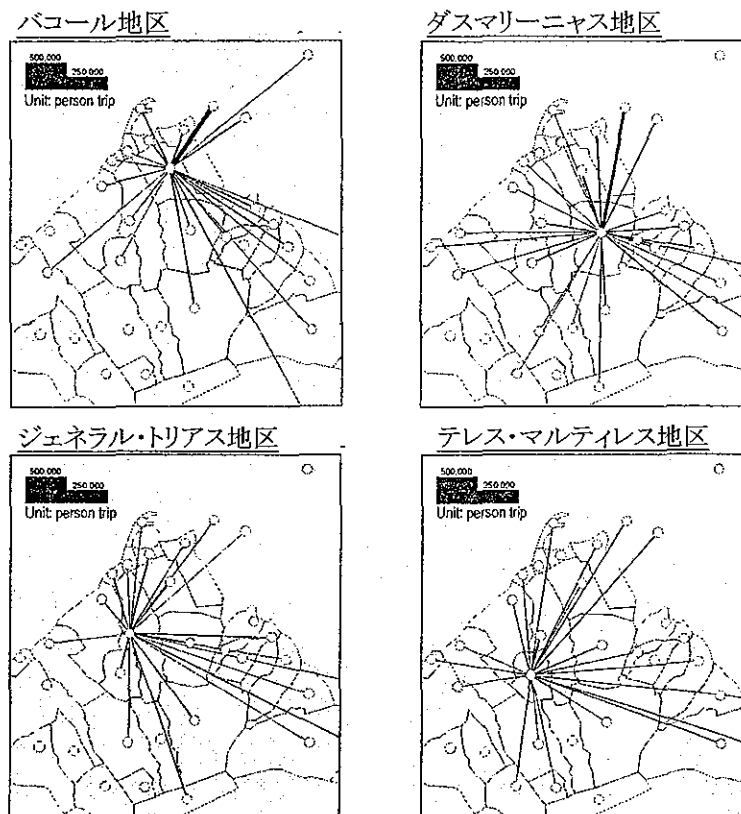 バコール地区
500,000
250,000
Unit: person trip
ダスマリーニャス地区
500,000
250,000
Unit: person trip
ジェネラル・トリアス地区
500,000
250,000
Unit: person trip
テレス・マルティレス地区
500,000
250,000
Unit: person trip